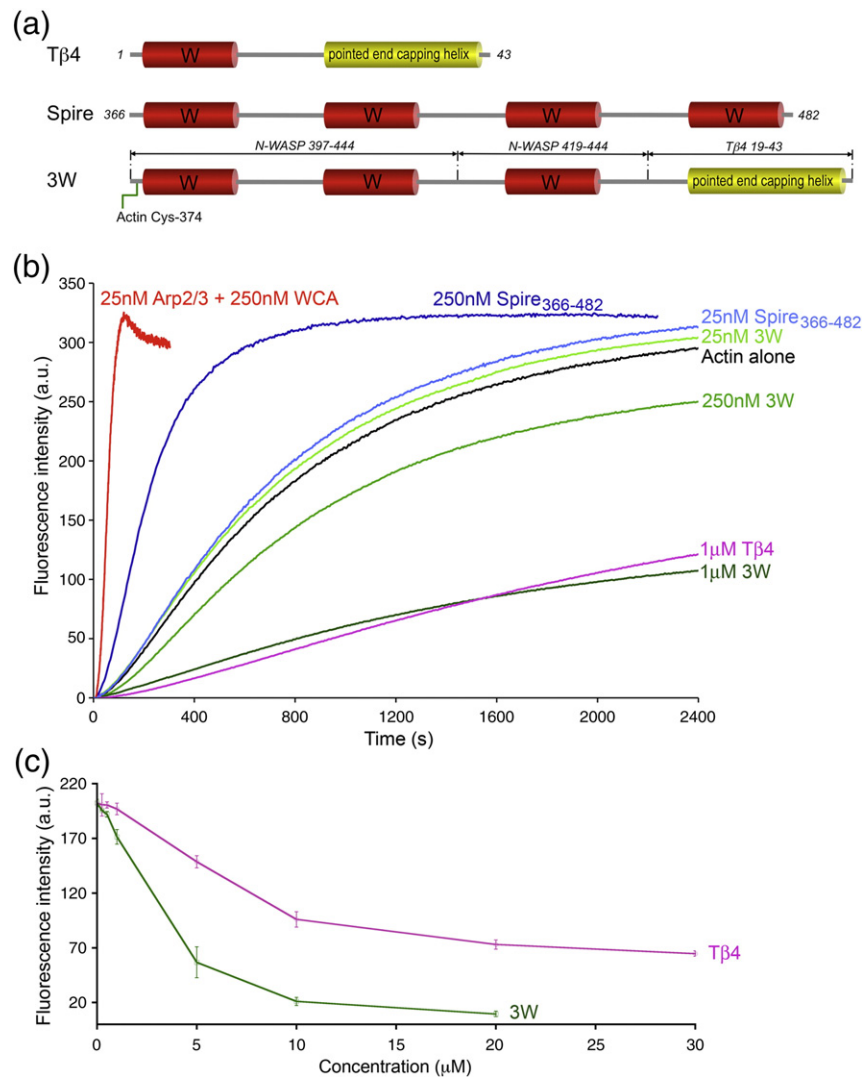 (a)
Tβ4 1 W pointed end capping helix 43
Spire 366 W W W W 482
N-WASP 397-444 N-WASP 419-444 Tβ4 19-43
3W W W W pointed end capping helix
Actin Cys-374
(b)
350
300
250
200
150
100
50
0
Fluorescence intensity (a.u.)
25nM Arp2/3 + 250nM WCA
250nM Spire366-482
25nM Spire366-482
25nM 3W
Actin alone
250nM 3W
1μM Tβ4
1μM 3W
0 400 800 1200 1600 2000 2400
Time (s)
(c)
220
170
120
70
20
Fluorescence intensity (a.u.)
Tβ4
3W
0 5 10 15 20 25 30
Concentration (μM)